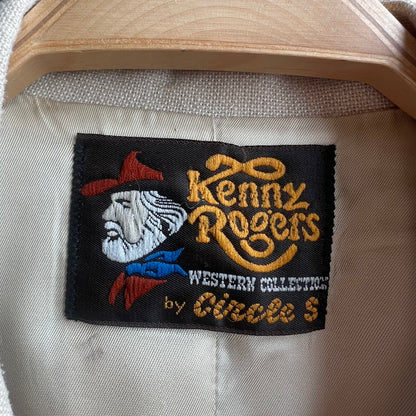 Kenny
Rogers
WESTERN COLLECTION
by Circle S